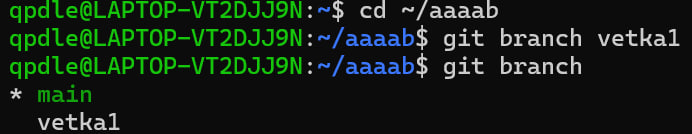 qpdle@LAPTOP-VT2DJJ9N:~$ cd ~/aaaab
qpdle@LAPTOP-VT2DJJ9N:~/aaaab$ git branch vetka1
qpdle@LAPTOP-VT2DJJ9N:~/aaaab$ git branch
* main
  vetka1